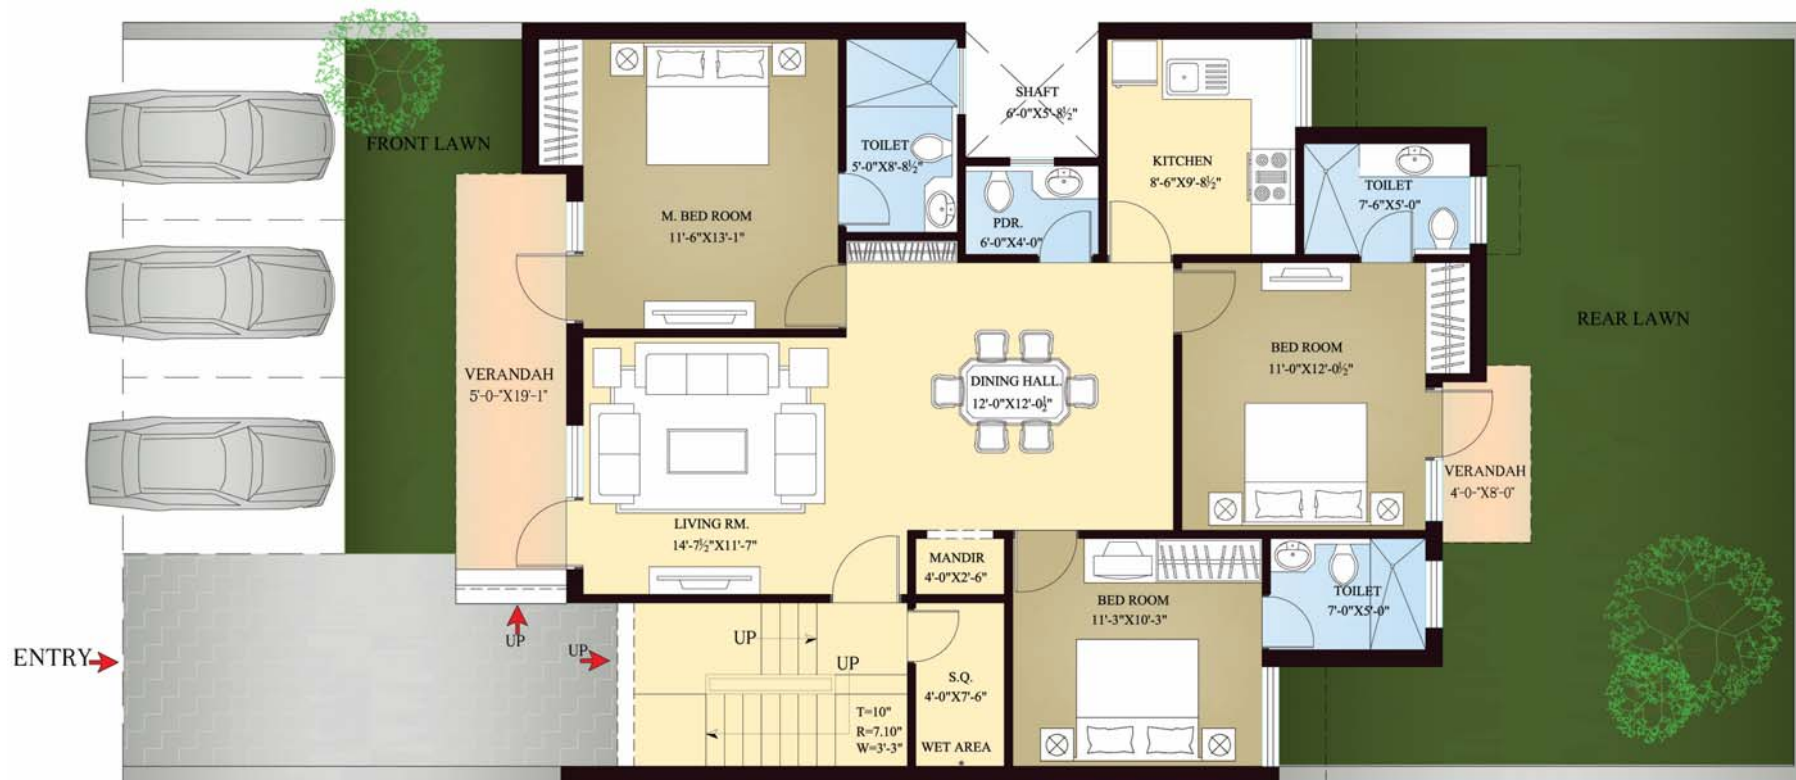 FRONT LAWN
VERANDAH
5'-0-"X19'-1"
M. BED ROOM
11'-6"X13'-1"
TOILET
5'-0"X8'-8½"
SHAFT
6'-0"X5'-8½"
PDR.
6'-0"X4'-0"
KITCHEN
8'-6"X9'-8½"
TOILET
7'-6"X5'-0"
REAR LAWN
BED ROOM
11'-0"X12'-0½"
DINING HALL.
12'-0"X12'-0½"
VERANDAH
4'-0-"X8'-0"
LIVING RM.
14'-7½"X11'-7"
MANDIR
4'-0"X2'-6"
BED ROOM
11'-3"X10'-3"
TOILET
7'-0"X5'-0"
ENTRY
UP
UP
UP
UP
S.Q.
4'-0"X7'-6"
T=10"
R=7.10"
W=3'-3"
WET AREA